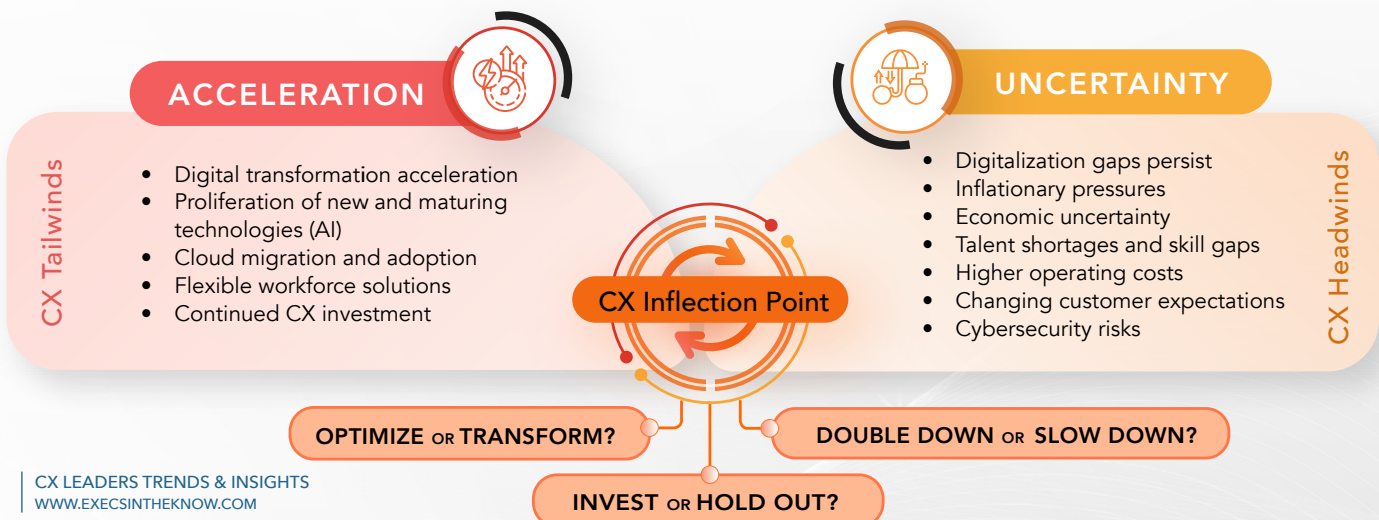 ACCELERATION
CX Tailwinds
• Digital transformation acceleration
• Proliferation of new and maturing
technologies (AI)
• Cloud migration and adoption
• Flexible workforce solutions
• Continued CX investment
UNCERTAINTY
• Digitalization gaps persist
• Inflationary pressures
• Economic uncertainty
• Talent shortages and skill gaps
• Higher operating costs
• Changing customer expectations
• Cybersecurity risks
CX Headwinds
CX Inflection Point
OPTIMIZE OR TRANSFORM?
DOUBLE DOWN OR SLOW DOWN?
INVEST OR HOLD OUT?
CX LEADERS TRENDS & INSIGHTS
WWW.EXECSINTHEKNOW.COM